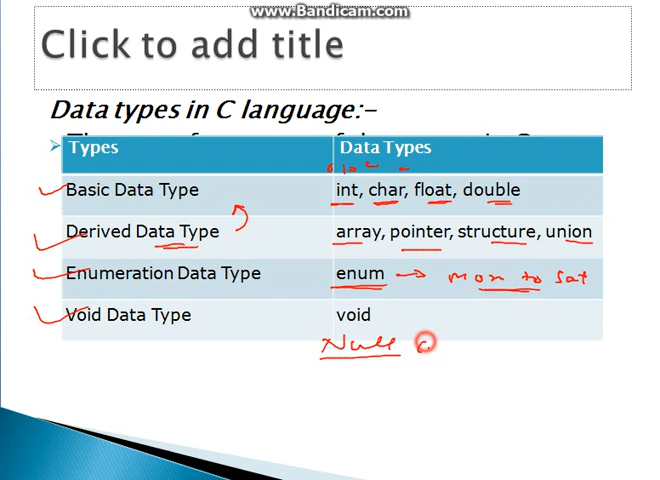 www.Bandicam.com
Click to add title
Data types in C language:-
Types Data Types
Basic Data Type int, char, float, double
Derived Data Type array, pointer, structure, union
Enumeration Data Type enum → Mon to Sat
Void Data Type void
Null